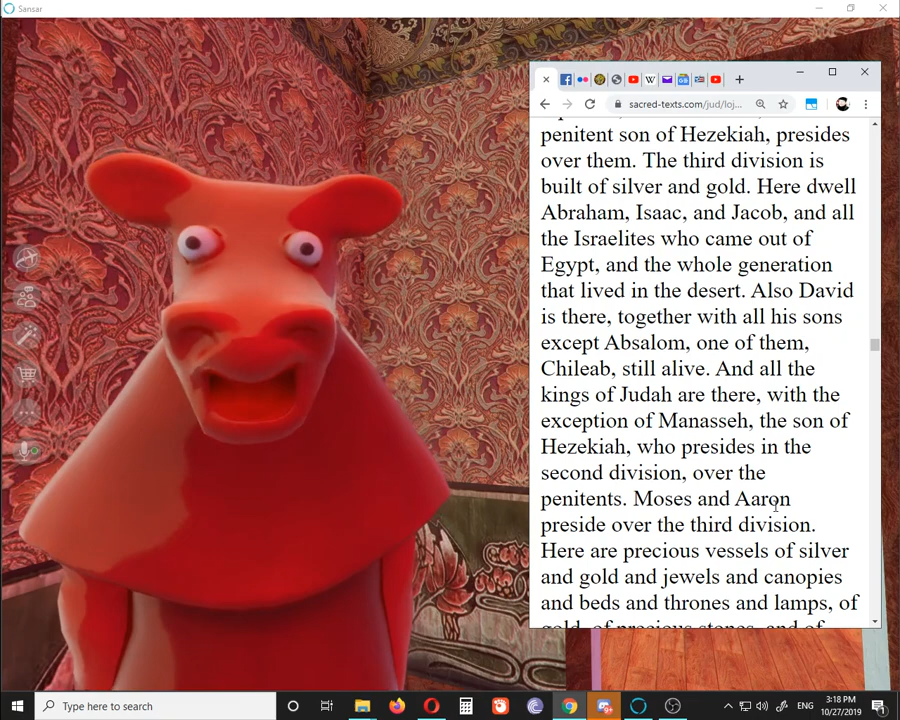 Sansar
sacred-texts.com/jud/loj...
penitent son of Hezekiah, presides
over them. The third division is
built of silver and gold. Here dwell
Abraham, Isaac, and Jacob, and all
the Israelites who came out of
Egypt, and the whole generation
that lived in the desert. Also David
is there, together with all his sons
except Absalom, one of them,
Chileab, still alive. And all the
kings of Judah are there, with the
exception of Manasseh, the son of
Hezekiah, who presides in the
second division, over the
penitents. Moses and Aaron
preside over the third division.
Here are precious vessels of silver
and gold and jewels and canopies
and beds and thrones and lamps, of
gold, of precious stones, and of
Type here to search
ENG
3:18 PM
10/27/2019